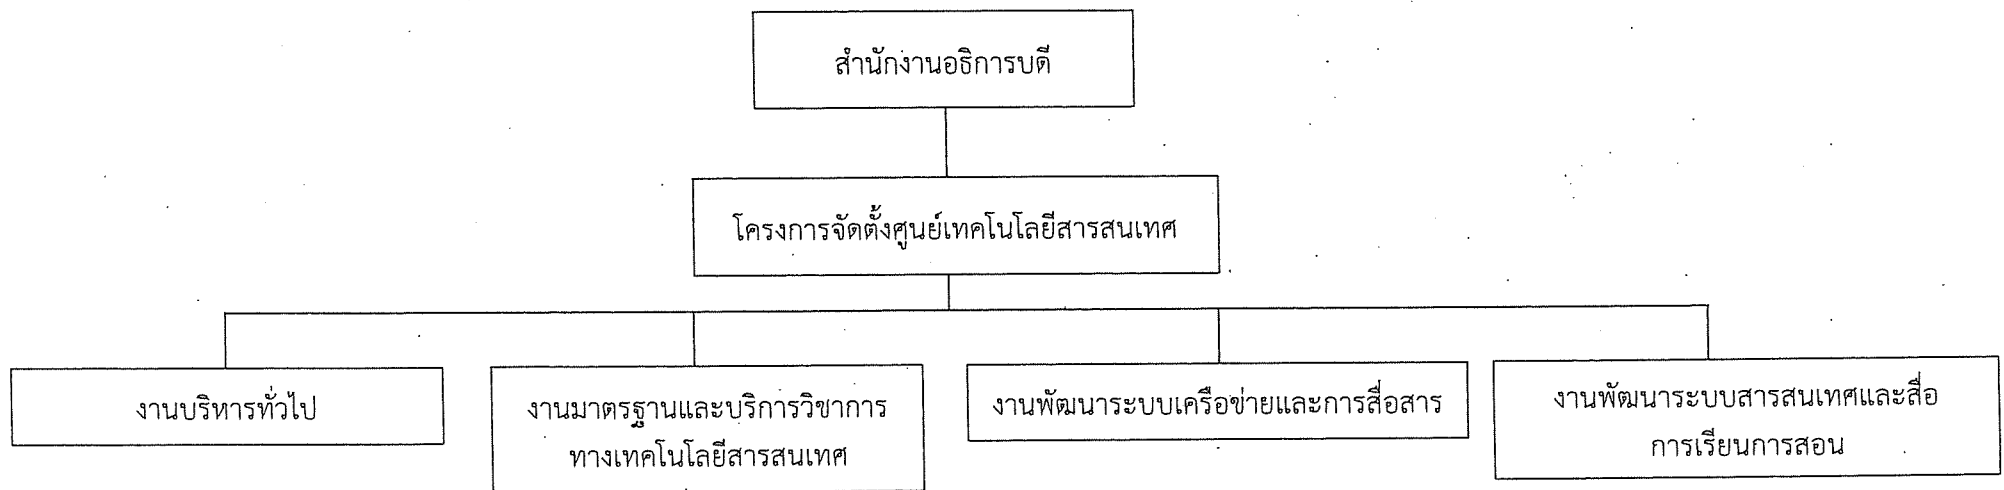 สำนักงานอธิการบดี
โครงการจัดตั้งศูนย์เทคโนโลยีสารสนเทศ
งานบริหารทั่วไป
งานมาตรฐานและบริการวิชาการ
ทางเทคโนโลยีสารสนเทศ
งานพัฒนาระบบเครือข่ายและการสื่อสาร
งานพัฒนาระบบสารสนเทศและสื่อ
การเรียนการสอน